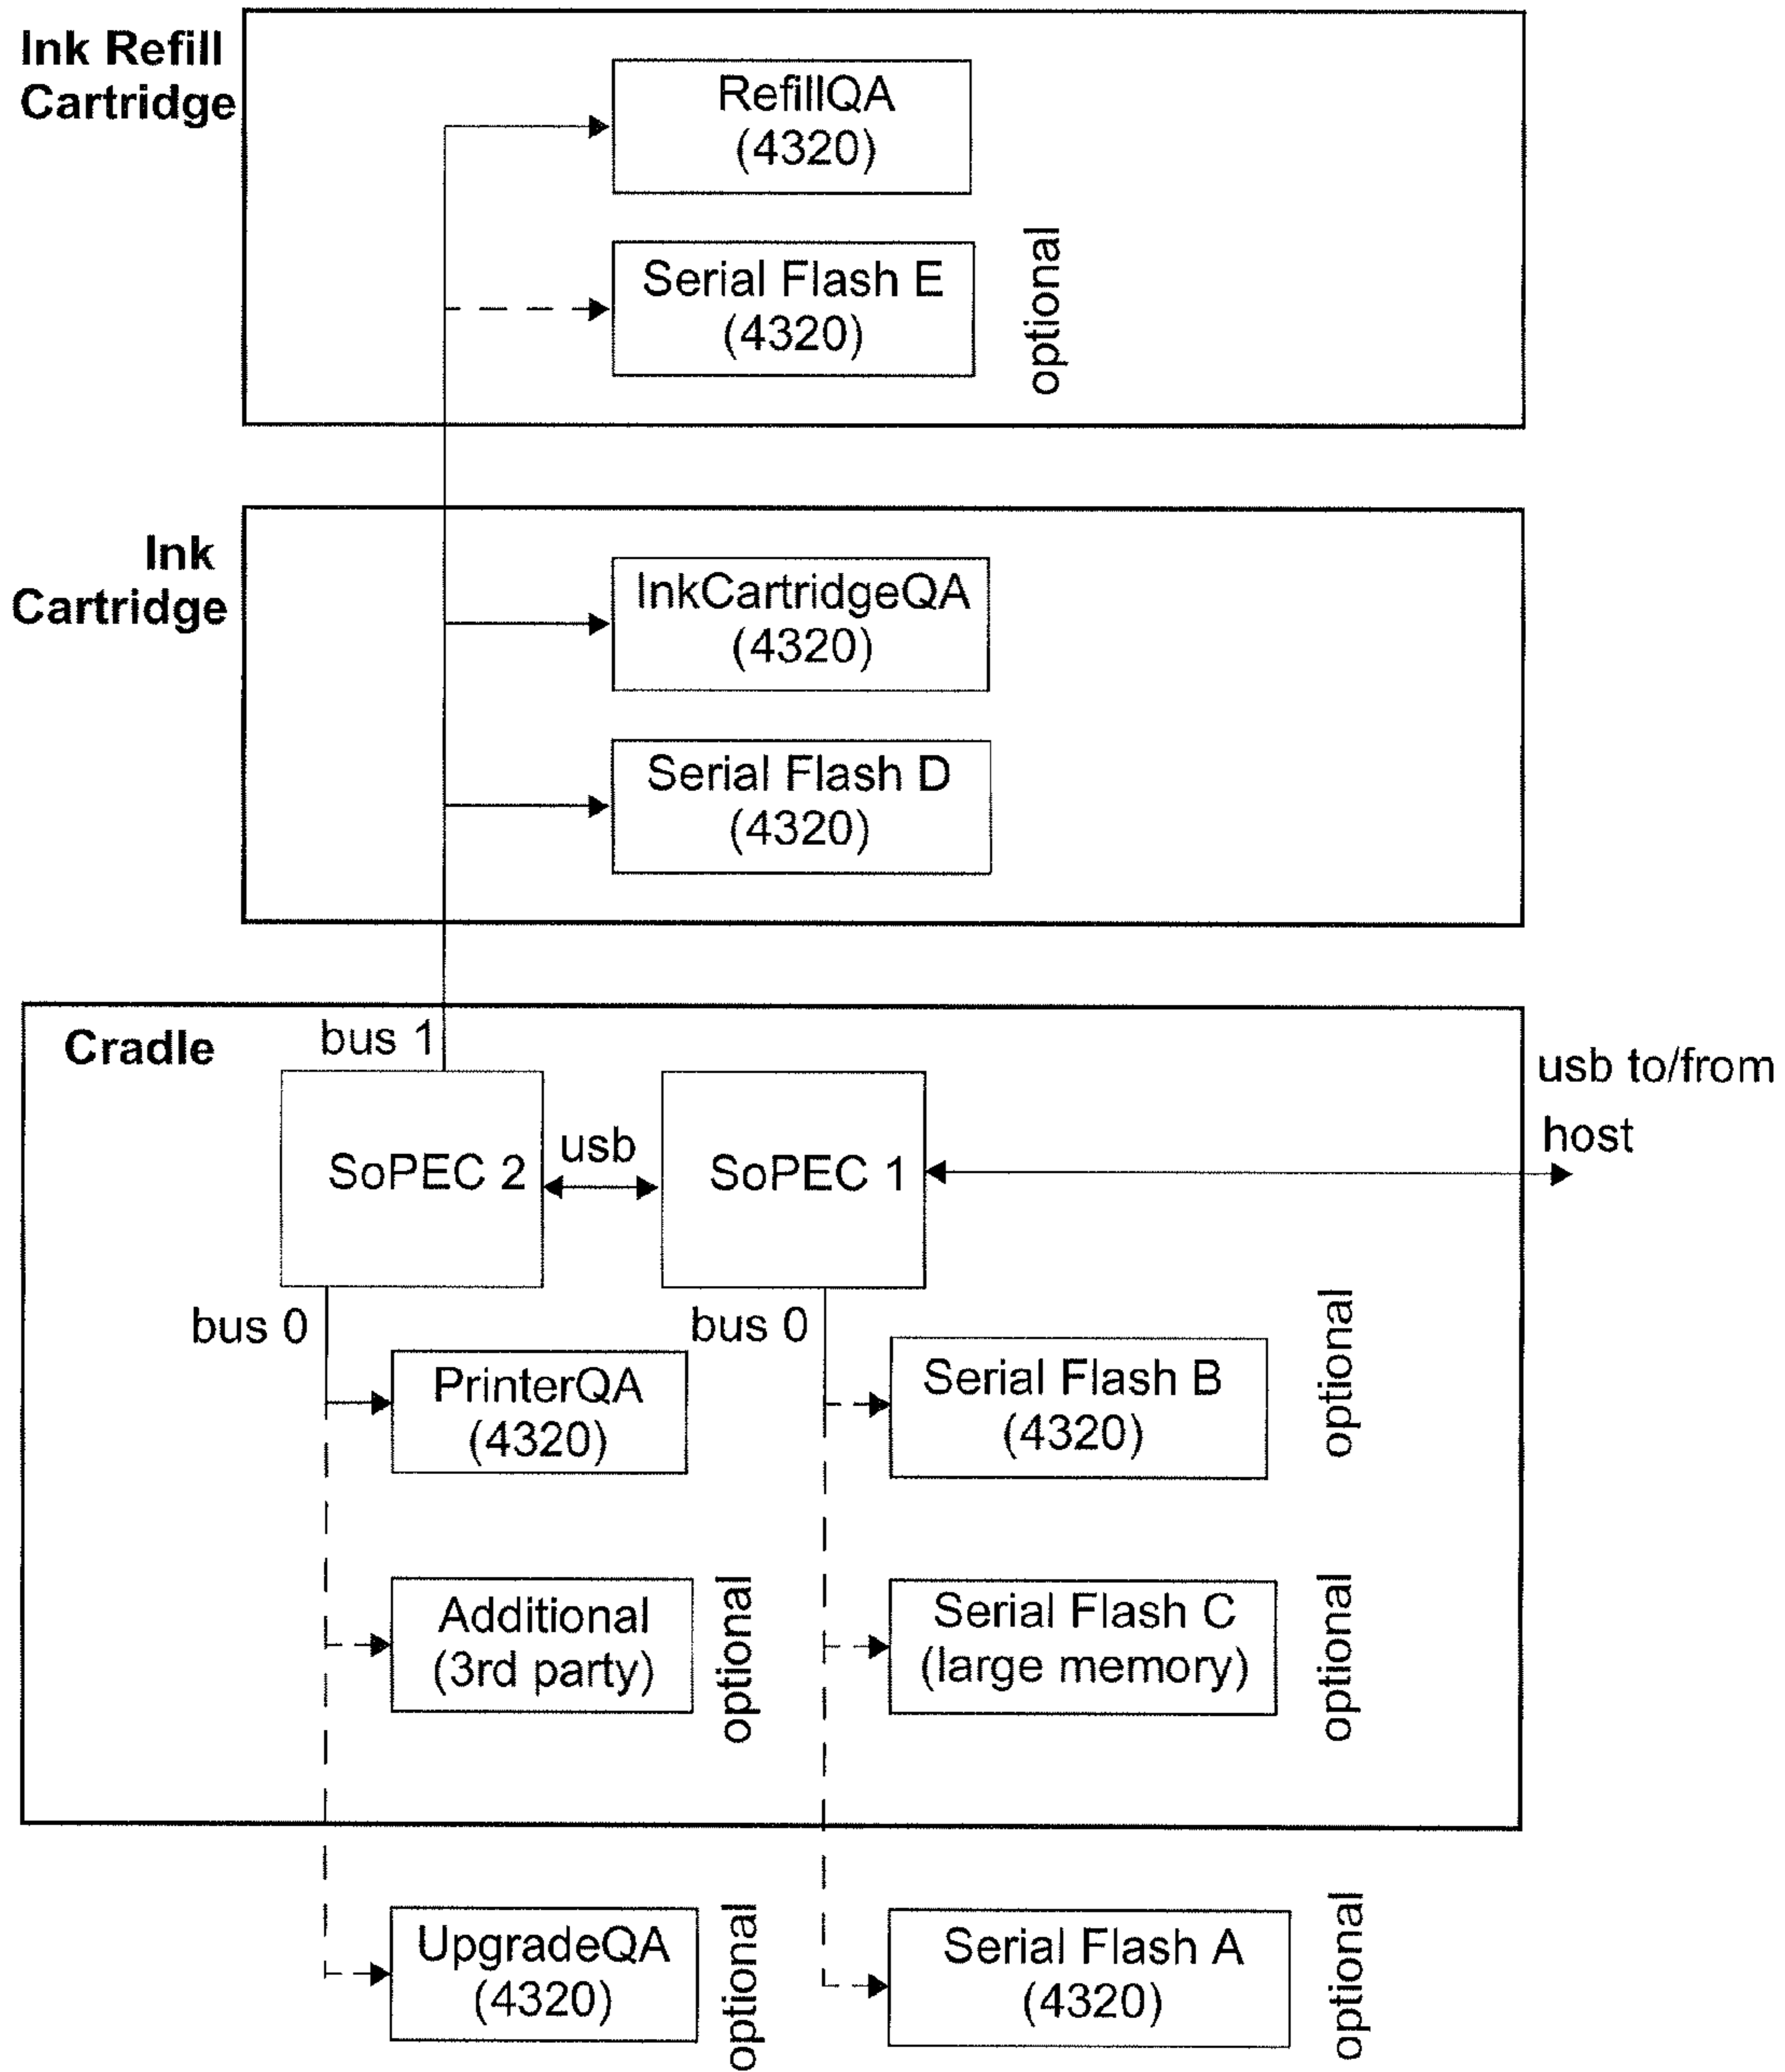 Ink Refill
Cartridge
RefillQA
(4320)
Serial Flash E
(4320)
optional
Ink
Cartridge
InkCartridgeQA
(4320)
Serial Flash D
(4320)
Cradle
bus 1
usb to/from
host
SoPEC 2
usb
SoPEC 1
bus 0
bus 0
PrinterQA
(4320)
Serial Flash B
(4320)
optional
Additional
(3rd party)
optional
Serial Flash C
(large memory)
optional
UpgradeQA
(4320)
optional
Serial Flash A
(4320)
optional